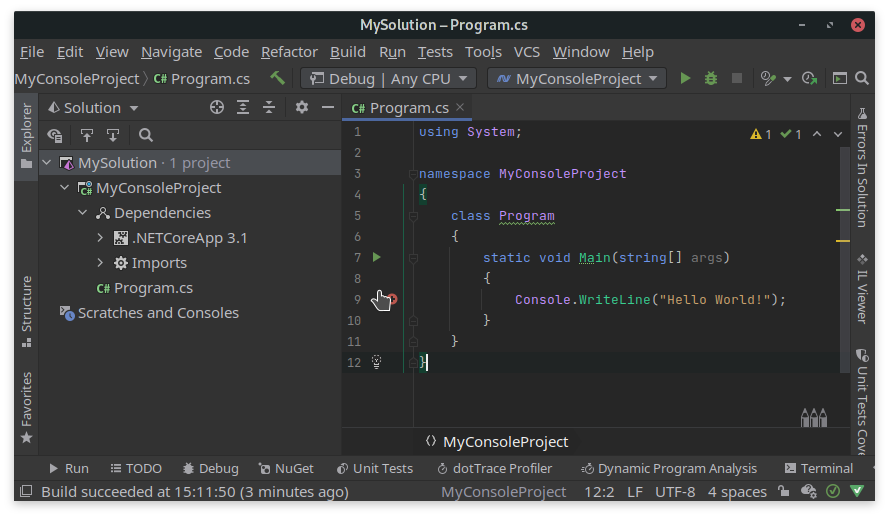 MySolution – Program.cs
File Edit View Navigate Code Refactor Build Run Tests Tools VCS Window Help
MyConsoleProject C# Program.cs Debug | Any CPU MyConsoleProject
Explorer
Solution
C# Program.cs
MySolution · 1 project
C# MyConsoleProject
Dependencies
.NETCoreApp 3.1
Imports
C# Program.cs
Scratches and Consoles
Structure
Favorites
1 using System;
1 1
2
3 namespace MyConsoleProject
4 {
5 class Program
6 {
7 static void Main(string[] args)
8 {
9 Console.WriteLine("Hello World!");
10 }
11 }
12 }
Errors In Solution
IL Viewer
Unit Tests Cove
MyConsoleProject
Run TODO Debug NuGet Unit Tests dotTrace Profiler Dynamic Program Analysis Terminal
Build succeeded at 15:11:50 (3 minutes ago) MyConsoleProject 12:2 LF UTF-8 4 spaces